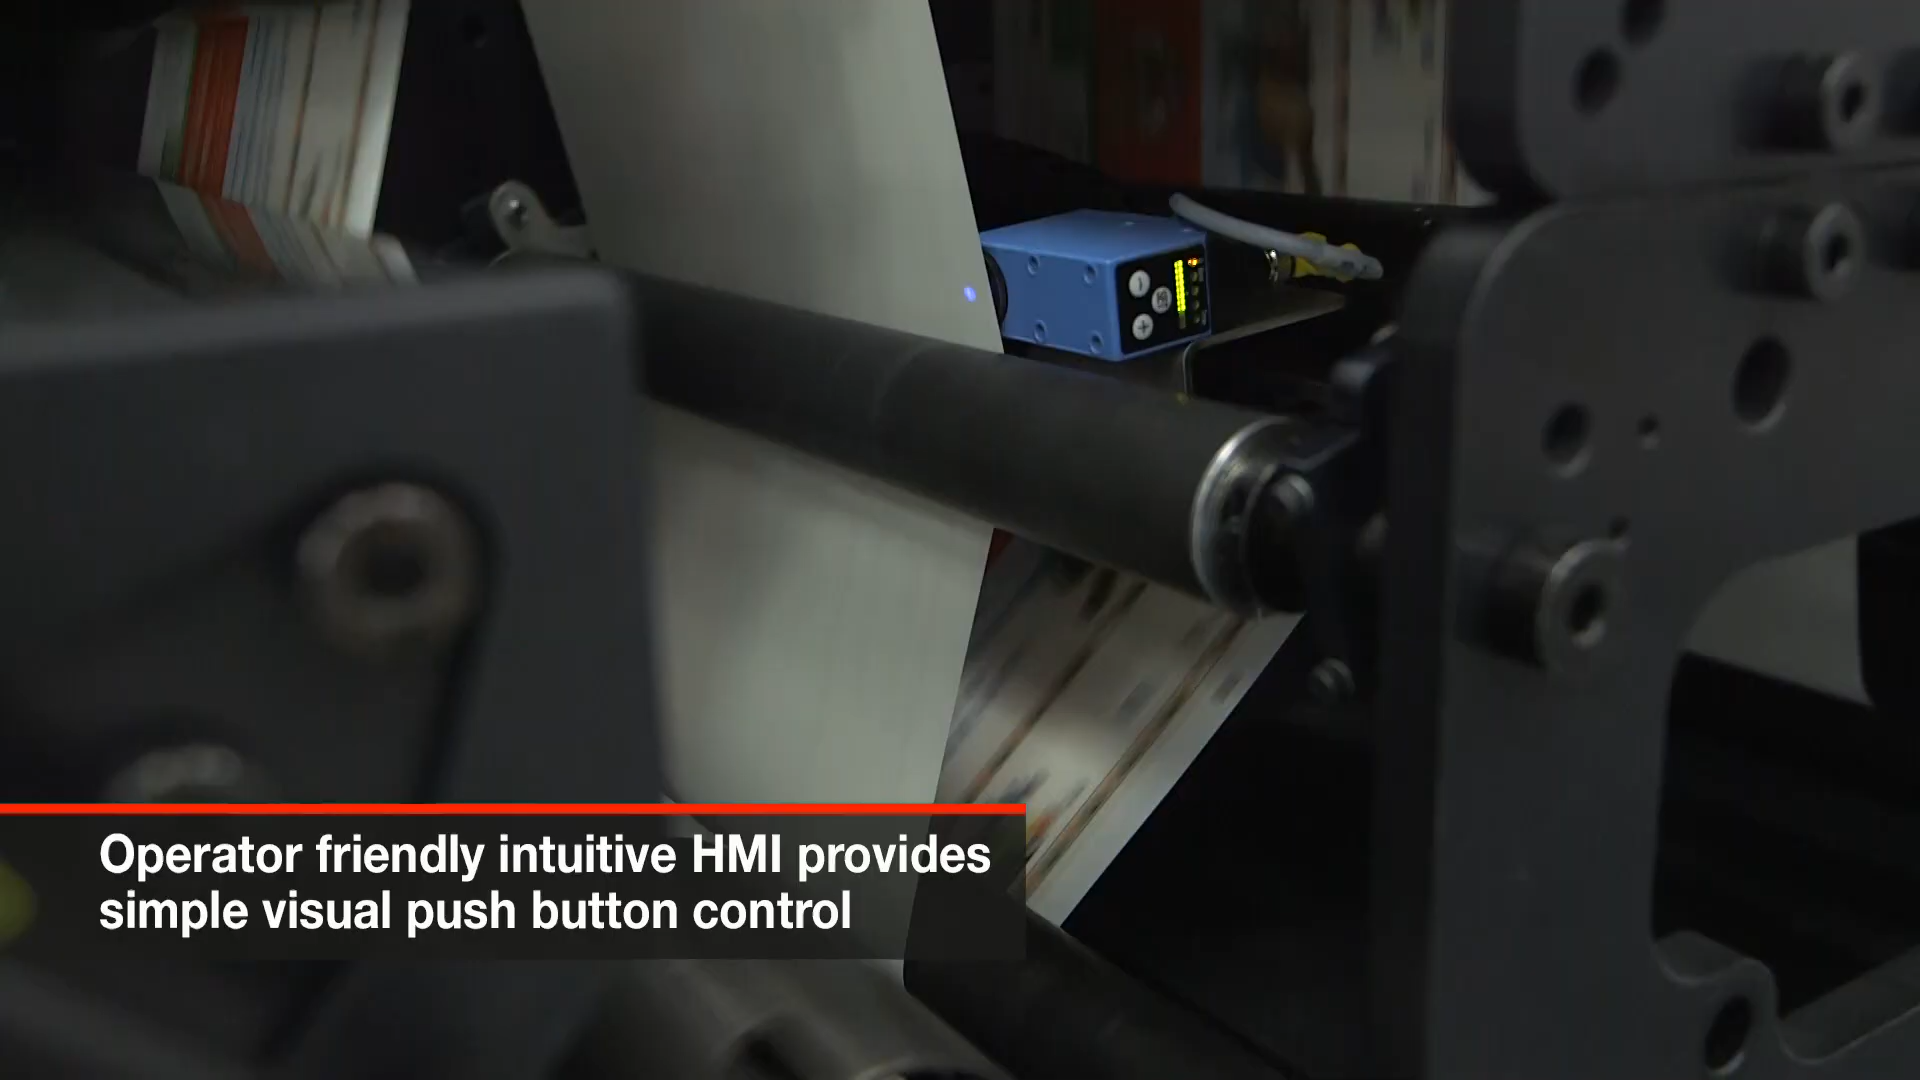 Operator friendly intuitive HMI provides
simple visual push button control